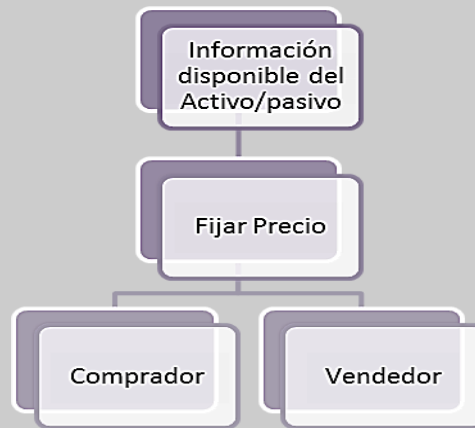 Información
disponible del
Activo/pasivo
Fijar Precio
Comprador
Vendedor